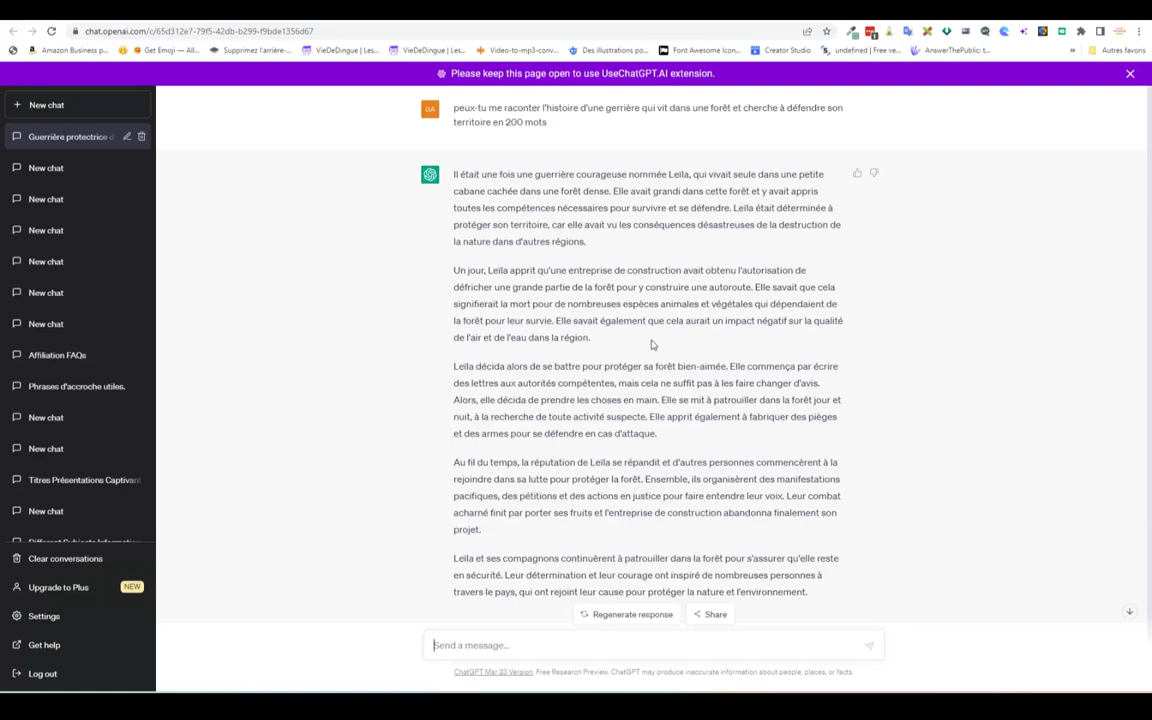 chat.openai.com/c/65d312e7-79f5-42db-b299-f9bde1356d67
Amazon Business p...
Get Emoji — All...
Supprimez l'arrière-...
VieDeDingue | Les...
VieDeDingue | Les...
Video-to-mp3-conv...
Des illustrations po...
Font Awesome Icon...
Creator Studio
undefined | Free ve...
AnswerThePublic: t...
»
Autres favoris
Please keep this page open to use UseChatGPT.AI extension.
+ New chat
Guerrière protectrice d
New chat
New chat
New chat
New chat
New chat
New chat
Affiliation FAQs
Phrases d'accroche utiles.
New chat
New chat
Titres Présentations Captivant
New chat
Different Subjects Informatio
Clear conversations
Upgrade to Plus NEW
Settings
Get help
Log out
GA
peux-tu me raconter l'histoire d'une gerrière qui vit dans une forêt et cherche à défendre son
territoire en 200 mots
Il était une fois une guerrière courageuse nommée Leïla, qui vivait seule dans une petite
cabane cachée dans une forêt dense. Elle avait grandi dans cette forêt et y avait appris
toutes les compétences nécessaires pour survivre et se défendre. Leïla était déterminée à
protéger son territoire, car elle avait vu les conséquences désastreuses de la destruction de
la nature dans d'autres régions.
Un jour, Leïla apprit qu'une entreprise de construction avait obtenu l'autorisation de
défricher une grande partie de la forêt pour y construire une autoroute. Elle savait que cela
signifierait la mort pour de nombreuses espèces animales et végétales qui dépendaient de
la forêt pour leur survie. Elle savait également que cela aurait un impact négatif sur la qualité
de l'air et de l'eau dans la région.
Leïla décida alors de se battre pour protéger sa forêt bien-aimée. Elle commença par écrire
des lettres aux autorités compétentes, mais cela ne suffit pas à les faire changer d'avis.
Alors, elle décida de prendre les choses en main. Elle se mit à patrouiller dans la forêt jour et
nuit, à la recherche de toute activité suspecte. Elle apprit également à fabriquer des pièges
et des armes pour se défendre en cas d'attaque.
Au fil du temps, la réputation de Leïla se répandit et d'autres personnes commencèrent à la
rejoindre dans sa lutte pour protéger la forêt. Ensemble, ils organisèrent des manifestations
pacifiques, des pétitions et des actions en justice pour faire entendre leur voix. Leur combat
acharné finit par porter ses fruits et l'entreprise de construction abandonna finalement son
projet.
Leïla et ses compagnons continuèrent à patrouiller dans la forêt pour s'assurer qu'elle reste
en sécurité. Leur détermination et leur courage ont inspiré de nombreuses personnes à
travers le pays, qui ont rejoint leur cause pour protéger la nature et l'environnement.
Regenerate response
Share
Send a message...
ChatGPT Mar 23 Version. Free Research Preview. ChatGPT may produce inaccurate information about people, places, or facts.